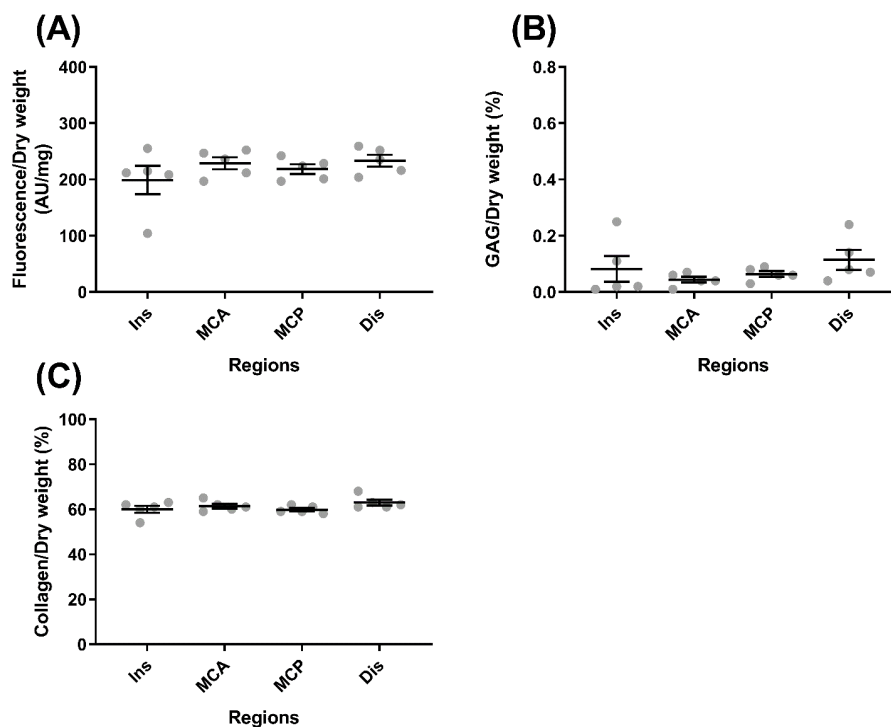 (A)
Fluorescence/Dry weight
(AU/mg)
400
300
200
100
0
Ins
MCA
MCP
Dis
Regions
(B)
GAG/Dry weight (%)
0.8
0.6
0.4
0.2
0.0
Ins
MCA
MCP
Dis
Regions
(C)
Collagen/Dry weight (%)
100
80
60
40
20
0
Ins
MCA
MCP
Dis
Regions